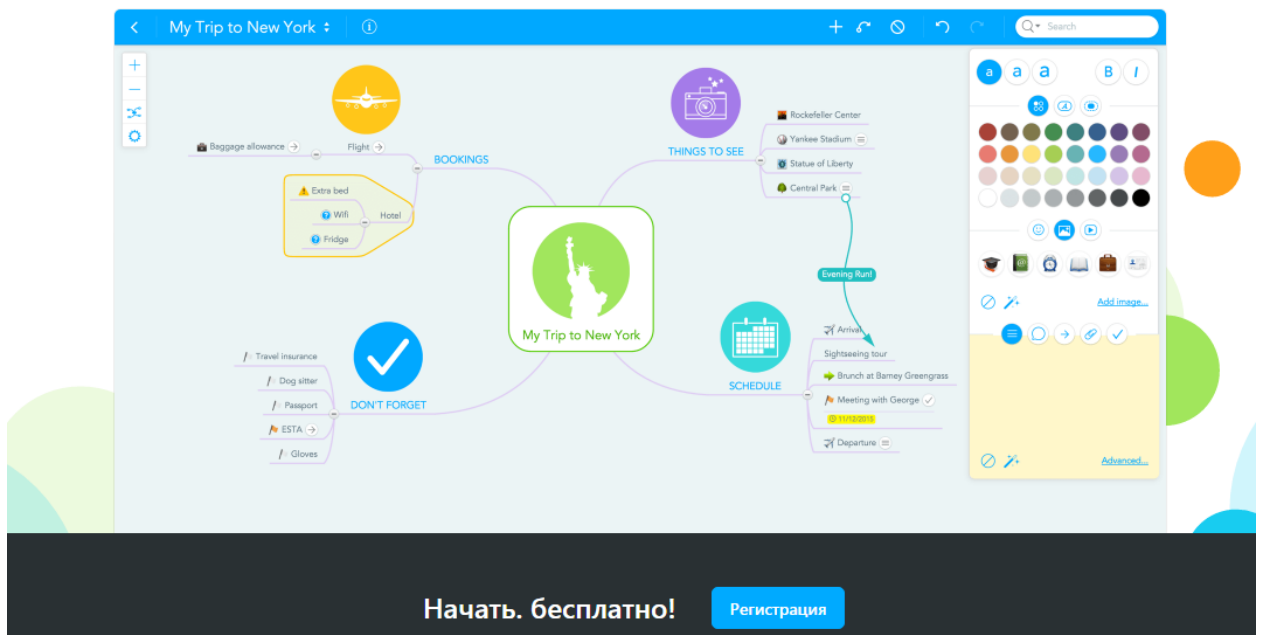 My Trip to New York
Search
a a a B I
THINGS TO SEE
Rockefeller Center
Yankee Stadium
Statue of Liberty
Central Park
Evening Run!
BOOKINGS
Flight
Baggage allowance
Hotel
Extra bed
Wifi
Fridge
My Trip to New York
DON'T FORGET
Travel insurance
Dog sitter
Passport
ESTA
Gloves
SCHEDULE
Arrival
Sightseeing tour
Brunch at Barney Greengrass
Meeting with George
11/12/2015
Departure
Add image...
Advanced...
Начать. бесплатно!
Регистрация